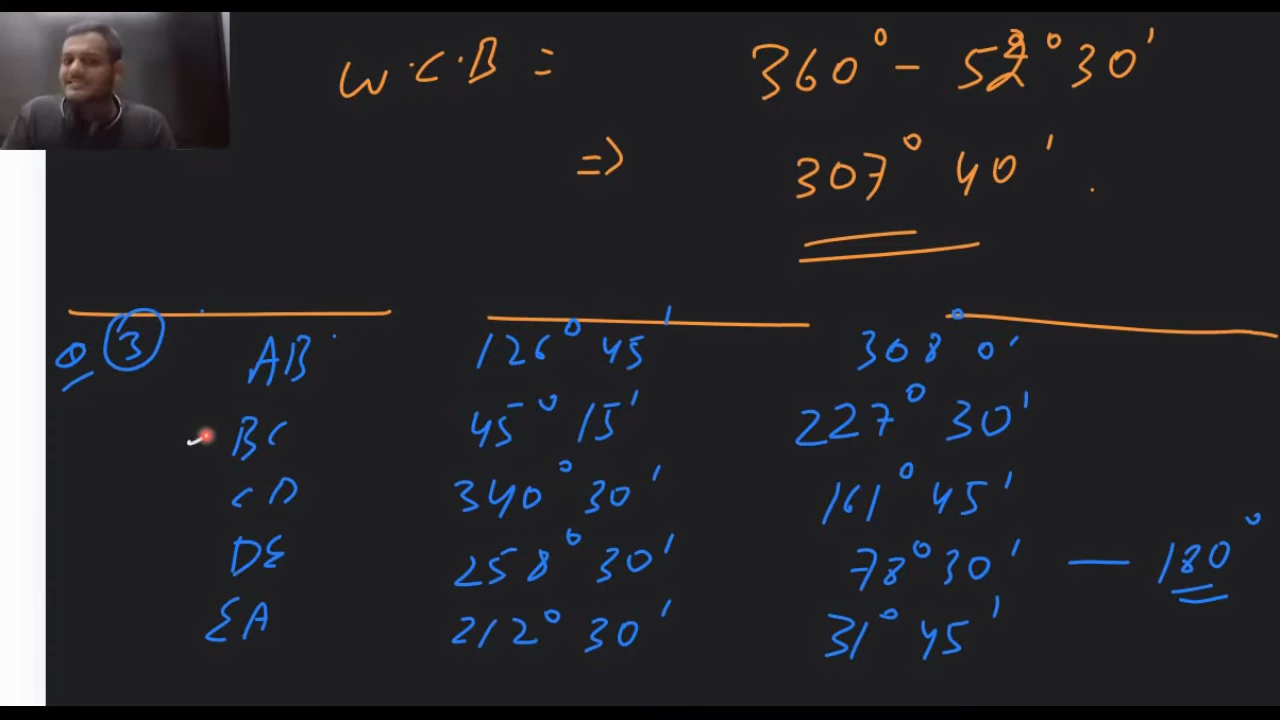 W.C.B = 360° - 52° 30'
=> 307° 40'.
Q (3) AB 126° 45' 308° 0'
BC 45° 15' 227° 30'
CD 340° 30' 161° 45'
DE 258° 30' 78° 30' — 180°
EA 212° 30' 31° 45'